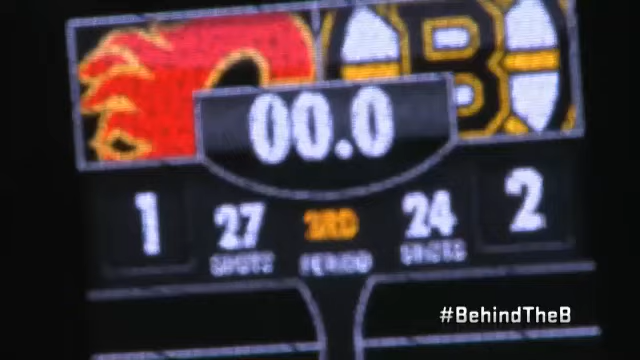 B
00.0
1 27 3RD 24 2
SHOTS PERIOD SHOTS
#BehindTheB